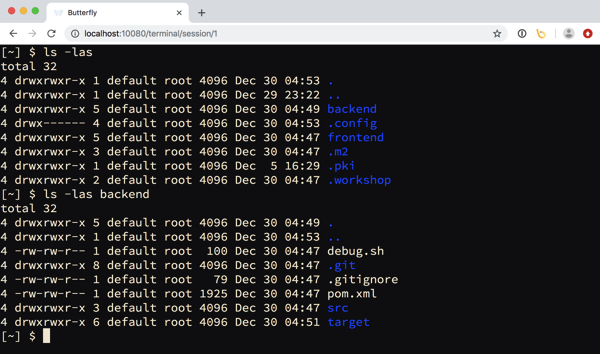 Butterfly
localhost:10080/terminal/session/1
[~] $ ls -las
total 32
4 drwxrwxr-x 1 default root 4096 Dec 30 04:53 .
4 drwxrwxr-x 1 default root 4096 Dec 29 23:22 ..
4 drwxrwxr-x 5 default root 4096 Dec 30 04:49 backend
4 drwx------ 4 default root 4096 Dec 30 04:53 .config
4 drwxrwxr-x 5 default root 4096 Dec 30 04:47 frontend
4 drwxrwxr-x 3 default root 4096 Dec 30 04:47 .m2
4 drwxrwxr-x 1 default root 4096 Dec  5 16:29 .pki
4 drwxrwxr-x 2 default root 4096 Dec 30 04:47 .workshop
[~] $ ls -las backend
total 32
4 drwxrwxr-x 5 default root 4096 Dec 30 04:49 .
4 drwxrwxr-x 1 default root 4096 Dec 30 04:53 ..
4 -rw-rw-r-- 1 default root  100 Dec 30 04:47 debug.sh
4 drwxrwxr-x 8 default root 4096 Dec 30 04:47 .git
4 -rw-rw-r-- 1 default root   79 Dec 30 04:47 .gitignore
4 -rw-rw-r-- 1 default root 1925 Dec 30 04:47 pom.xml
4 drwxrwxr-x 3 default root 4096 Dec 30 04:47 src
4 drwxrwxr-x 6 default root 4096 Dec 30 04:51 target
[~] $